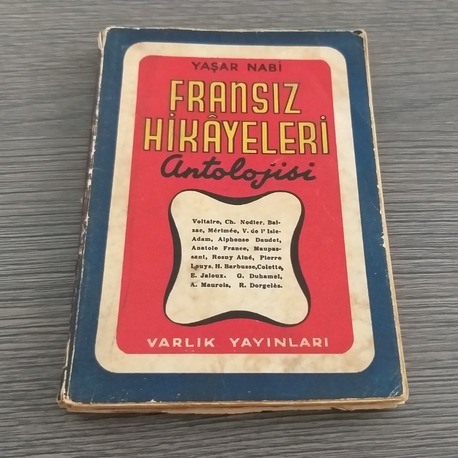 YAŞAR NABİ
FRANSIZ
HİKÂYELERİ
Antolojisi
Voltaire, Ch. Nodier, Bal-
zac, Mérimée, V. de l' Isle-
Adam, Alphonse Daudet,
Anatole France, Maupas-
sant, Rosny Ainé, Pierre
Louys, H. Barbusse, Colette,
E. Jaloux. G. Duhamel,
A. Maurois, R. Dorgelès.
VARLIK YAYINLARI